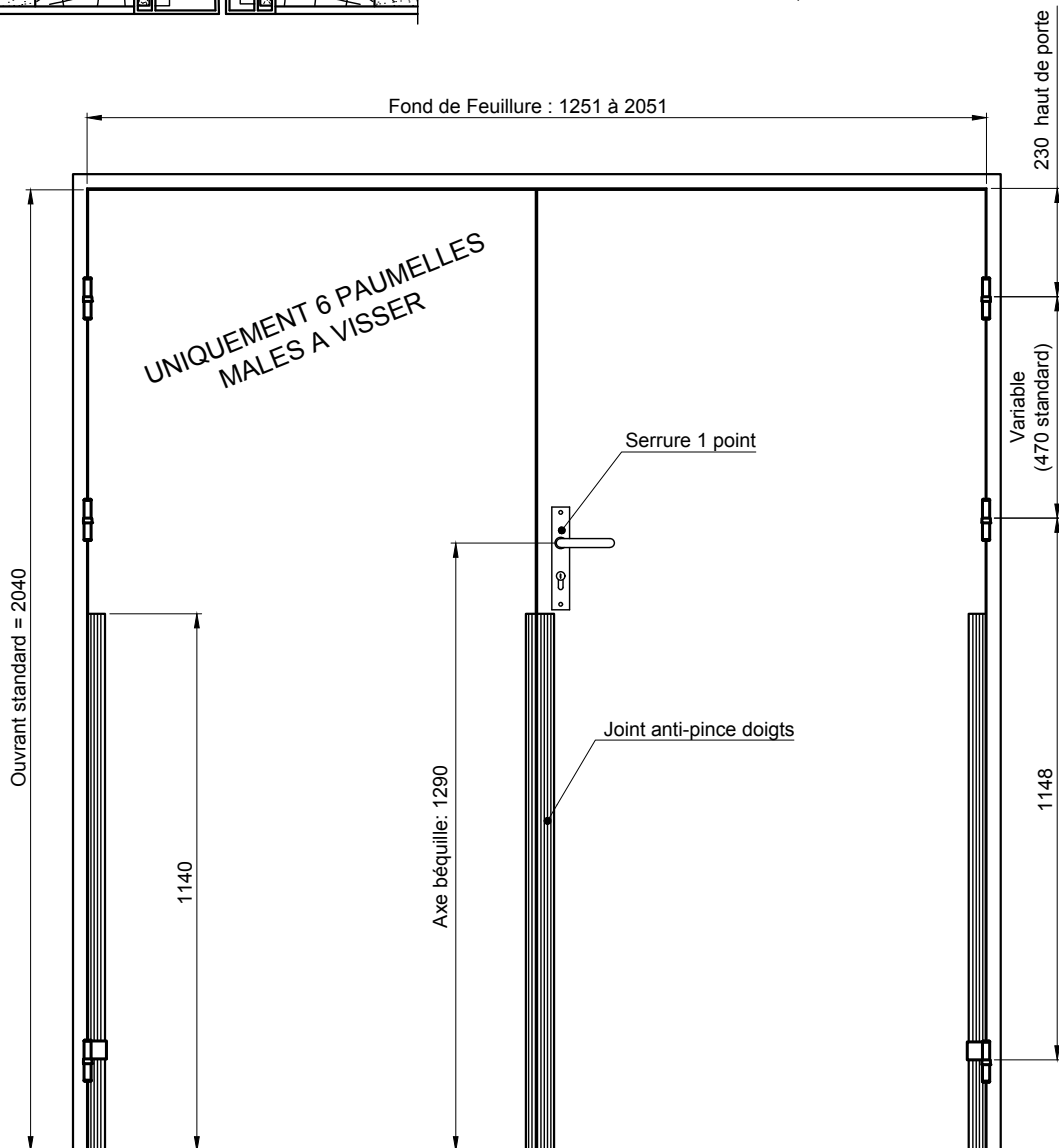 Fond de Feuillure : 1251 à 2051
230 haut de porte
UNIQUEMENT 6 PAUMELLES
MALES A VISSER
Variable
(470 standard)
Serrure 1 point
Ouvrant standard = 2040
Joint anti-pince doigts
1148
Axe béquille: 1290
1140